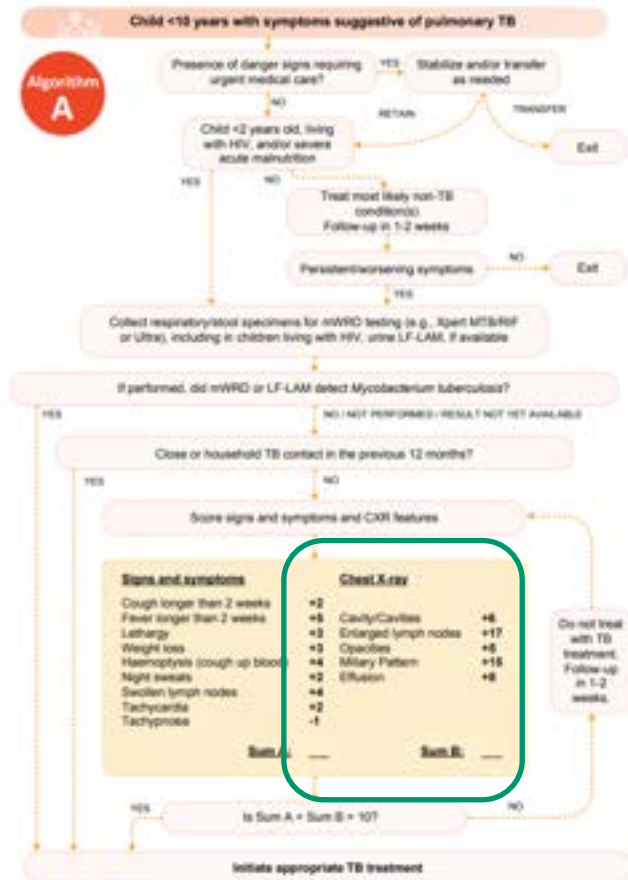 Child <10 years with symptoms suggestive of pulmonary TB
Algorithm
A
Presence of danger signs requiring
urgent medical care?
YES
Stabilize and/or transfer
as needed
NO
RETAIN
TRANSFER
Child <2 years old, living
with HIV, and/or severe
acute malnutrition
Exit
YES
NO
Treat most likely non-TB
condition(s)
Follow-up in 1-2 weeks
Persistent/worsening symptoms
NO
Exit
YES
Collect respiratory/stool specimens for mWRD testing (e.g., Xpert MTB/RIF
or Ultra), including in children living with HIV, urine LF-LAM, if available
If performed, did mWRD or LF-LAM detect Mycobacterium tuberculosis?
YES
NO / NOT PERFORMED / RESULT NOT YET AVAILABLE
Close or household TB contact in the previous 12 months?
YES
NO
Score signs and symptoms and CXR features
Signs and symptoms
Cough longer than 2 weeks +2
Fever longer than 2 weeks +5
Lethargy +3
Weight loss +3
Haemoptysis (cough up blood) +4
Night sweats +2
Swollen lymph nodes +4
Tachycardia +2
Tachypnoea -1
Sum A: ___
Chest X-ray
Cavity/Cavities +6
Enlarged lymph nodes +17
Opacities +5
Miliary Pattern +15
Effusion +8
Sum B: ___
Do not treat
with TB
treatment.
Follow-up
in 1-2
weeks.
YES
Is Sum A + Sum B > 10?
NO
Initiate appropriate TB treatment